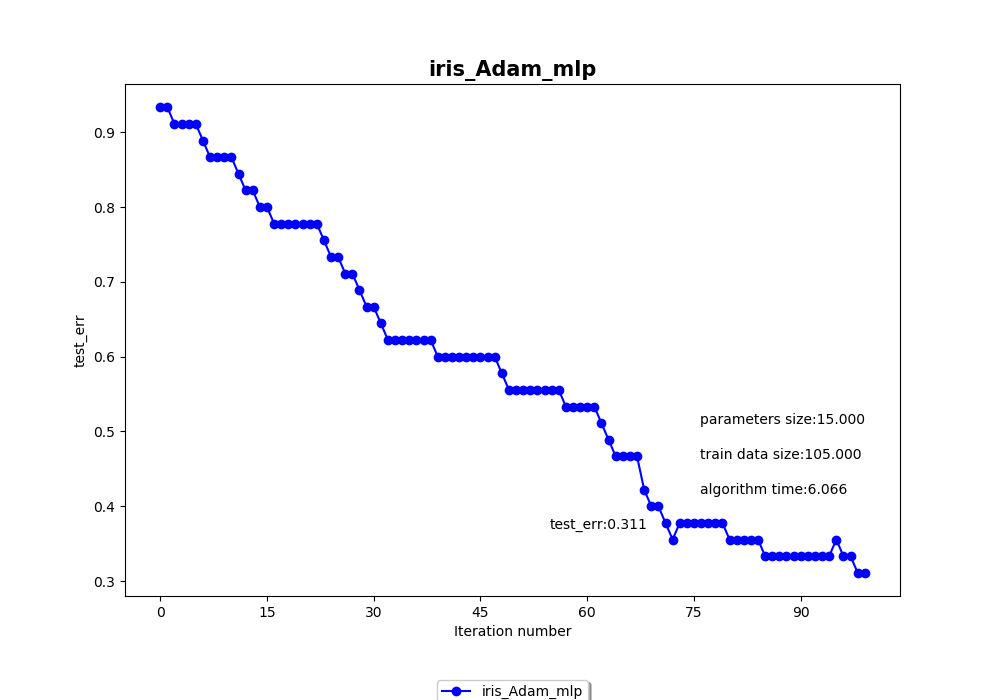 iris_Adam_mlp
0.9
0.8
0.7
0.6
0.5
0.4
0.3
test_err
parameters size:15.000
train data size:105.000
algorithm time:6.066
test_err:0.311
0 15 30 45 60 75 90
Iteration number
iris_Adam_mlp